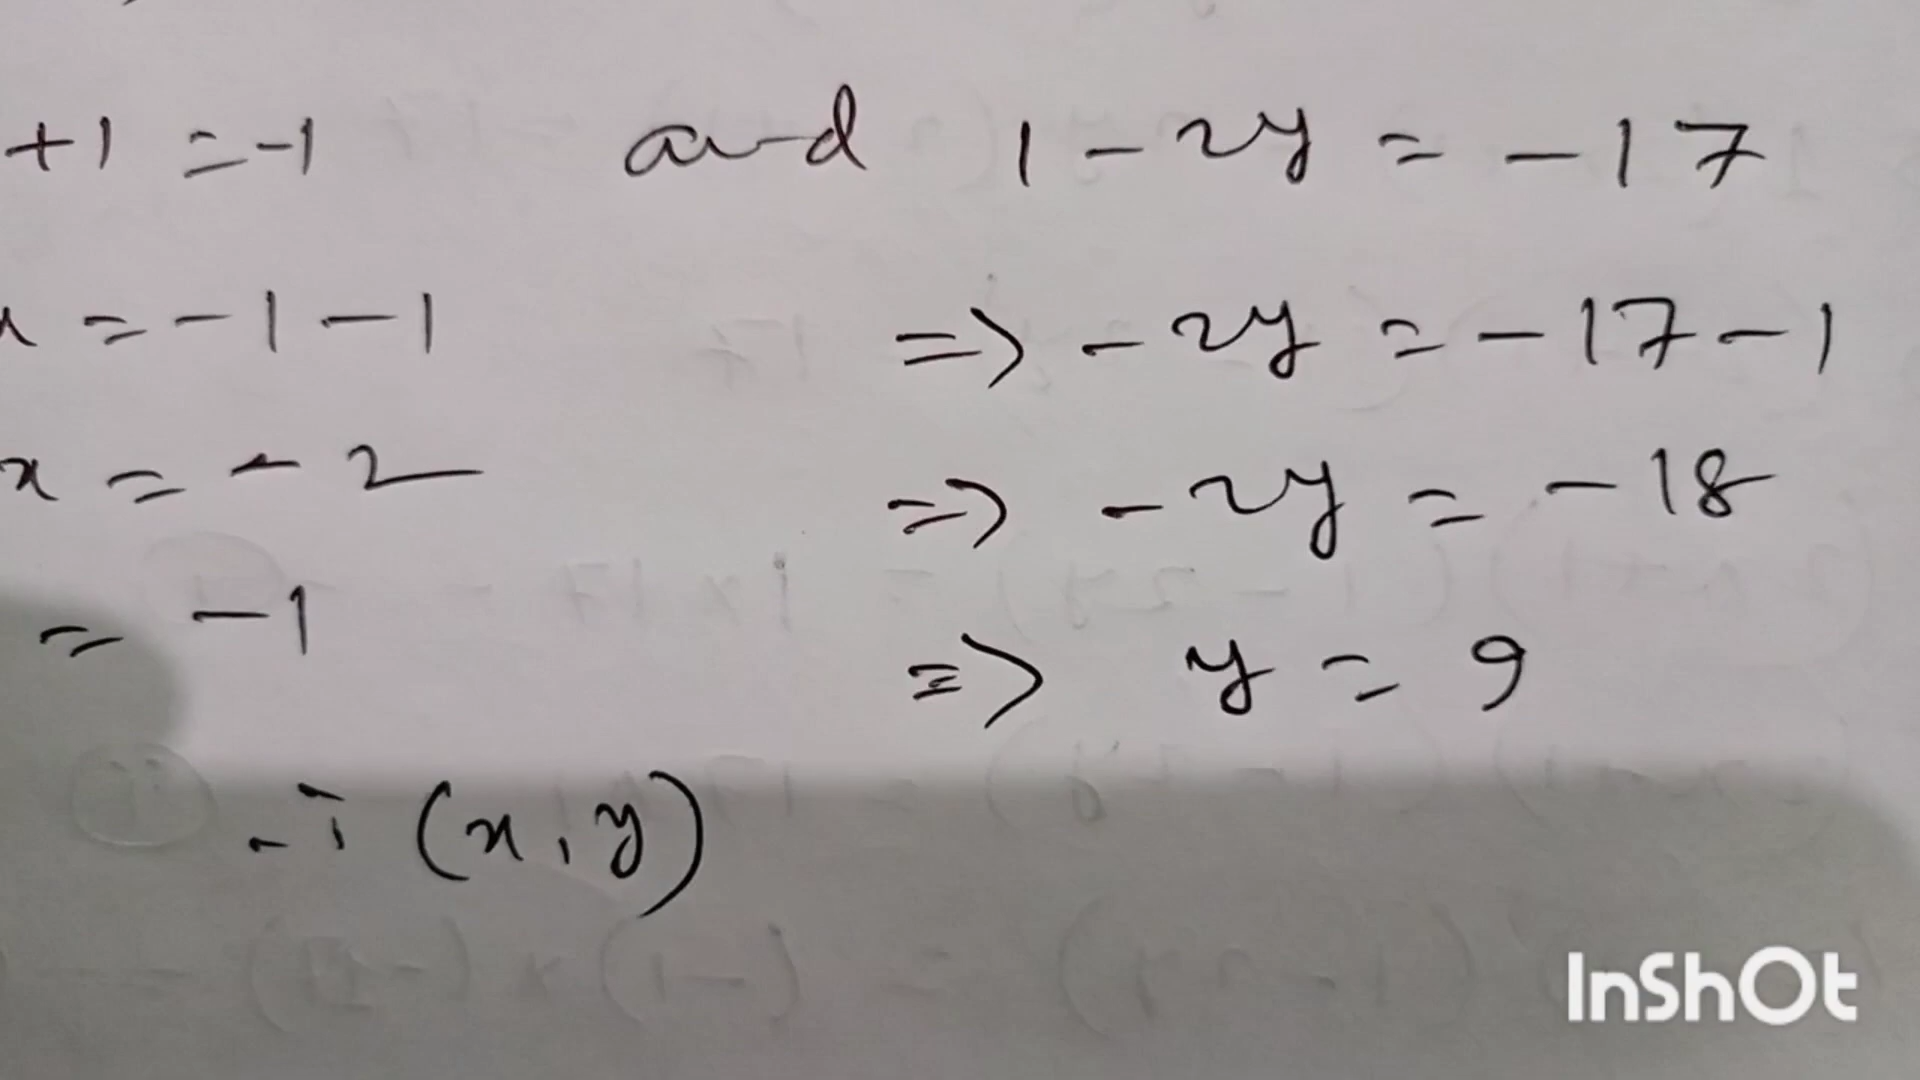 +1 = -1 and 1 - 2y = -17
x = -1 -1 => -2y = -17 - 1
x = -2 => -2y = -18
= -1 => y = 9
∴ (x, y)
InShOt